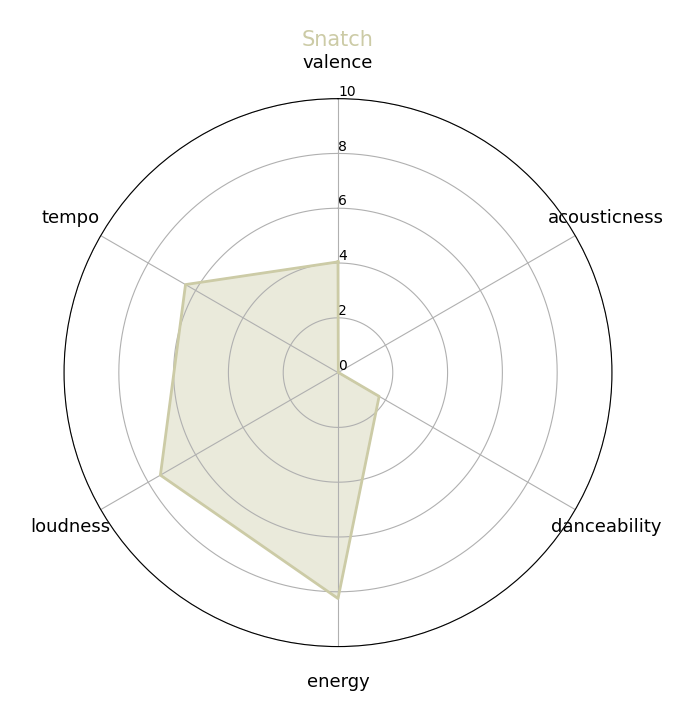 Snatch
valence
10
8
6
4
2
0
tempo
acousticness
loudness
danceability
energy